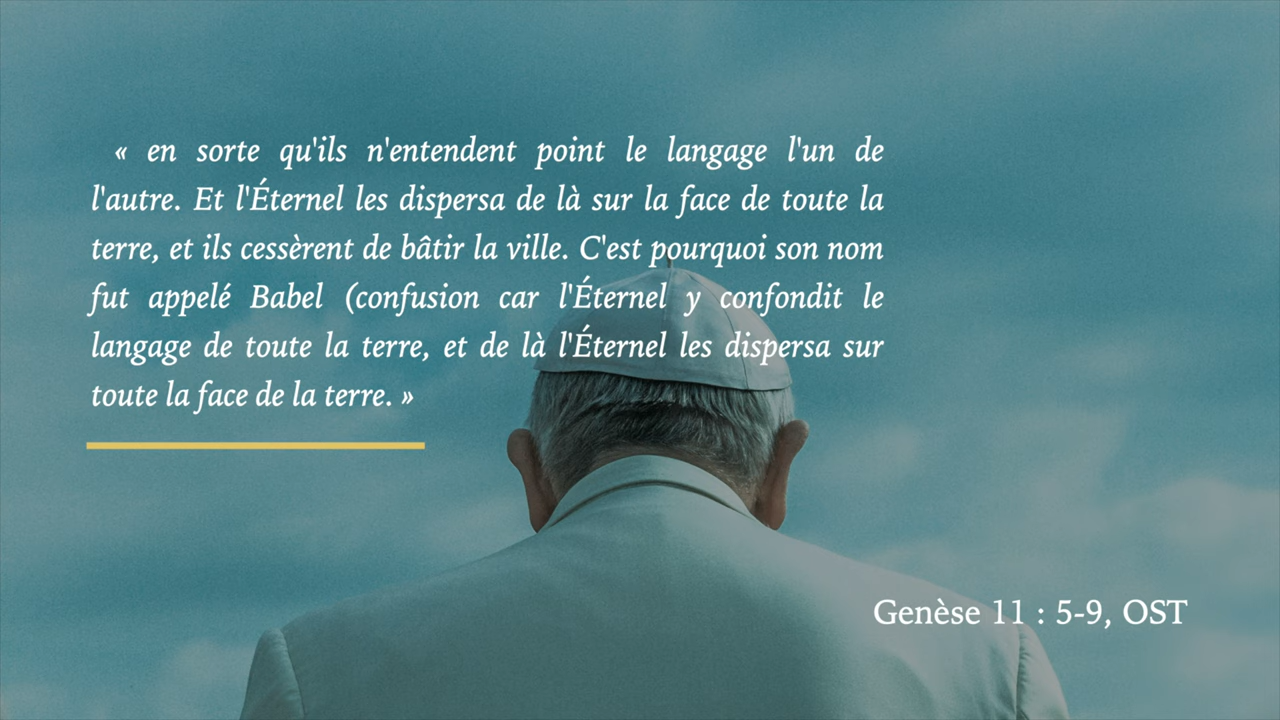 « en sorte qu'ils n'entendent point le langage l'un de
l'autre. Et l'Éternel les dispersa de là sur la face de toute la
terre, et ils cessèrent de bâtir la ville. C'est pourquoi son nom
fut appelé Babel (confusion car l'Éternel y confondit le
langage de toute la terre, et de là l'Éternel les dispersa sur
toute la face de la terre. »
Genèse 11 : 5-9, OST